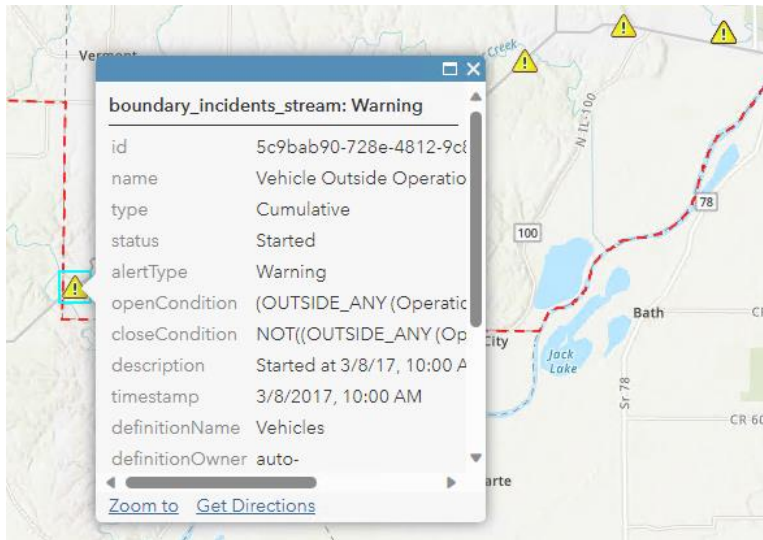 Creek
N IL-100
78
100
City
Bath
Jack
Lake
Sr 78
CR 60
arte
boundary_incidents_stream: Warning
id 5c9bab90-728e-4812-9c8
name Vehicle Outside Operatio
type Cumulative
status Started
alertType Warning
openCondition (OUTSIDE_ANY (Operatio
closeCondition NOT((OUTSIDE_ANY (Op
description Started at 3/8/17, 10:00 A
timestamp 3/8/2017, 10:00 AM
definitionName Vehicles
definitionOwner auto-
Zoom to Get Directions